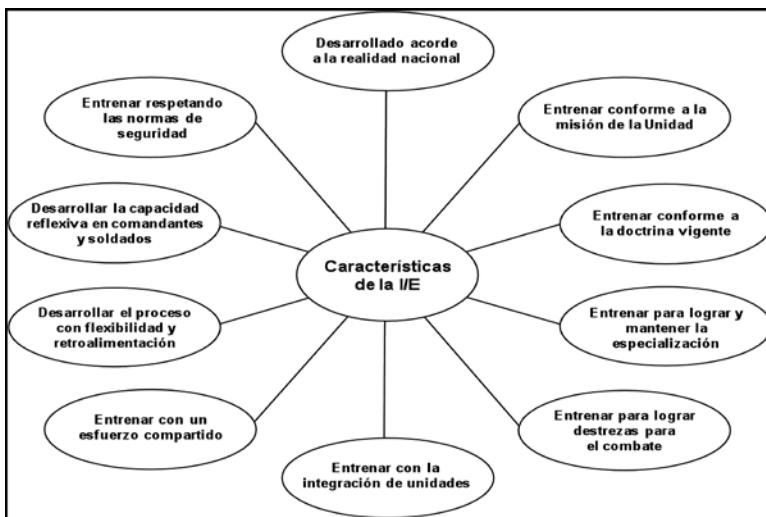 Desarrollado acorde
a la realidad nacional
Entrenar conforme a la
misión de la Unidad
Entrenar conforme a
la doctrina vigente
Entrenar para lograr y
mantener la
especialización
Entrenar para lograr
destrezas para
el combate
Entrenar con la
integración de unidades
Entrenar con un
esfuerzo compartido
Desarrollar el proceso
con flexibilidad y
retroalimentación
Desarrollar la capacidad
reflexiva en comandantes
y soldados
Entrenar respetando
las normas de
seguridad
Características
de la I/E